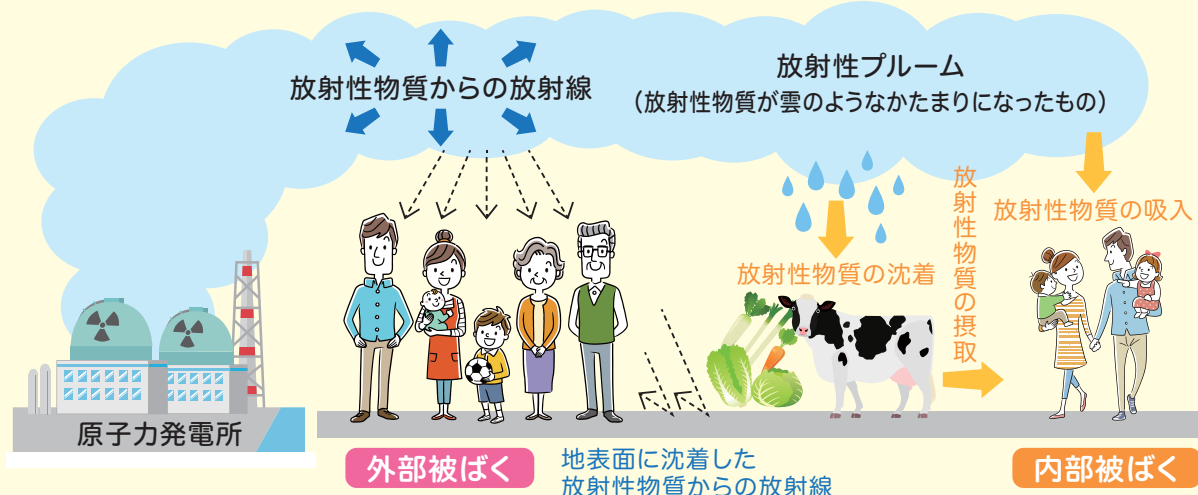 放射性物質からの放射線
放射性プルーム
(放射性物質が雲のようなかたまりになったもの)
放射性物質の沈着
放射性物質の摂取
放射性物質の吸入
原子力発電所
外部被ばく
地表面に沈着した
放射性物質からの放射線
内部被ばく